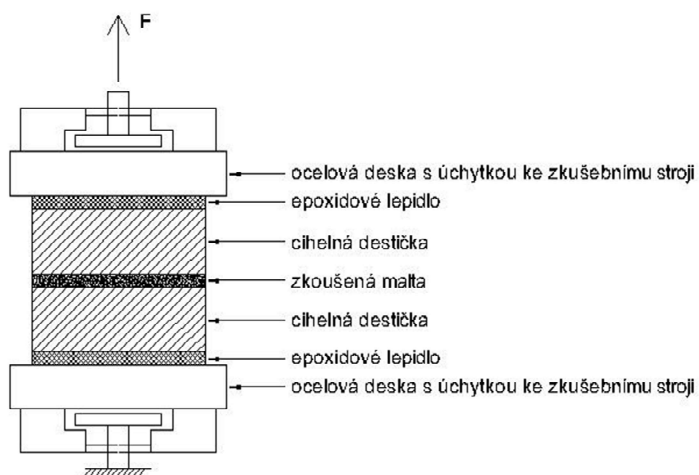 F
ocelová deska s úchytkou ke zkušebnímu stroji
epoxidové lepidlo
cihelná destička
zkoušená malta
cihelná destička
epoxidové lepidlo
ocelová deska s úchytkou ke zkušebnímu stroji